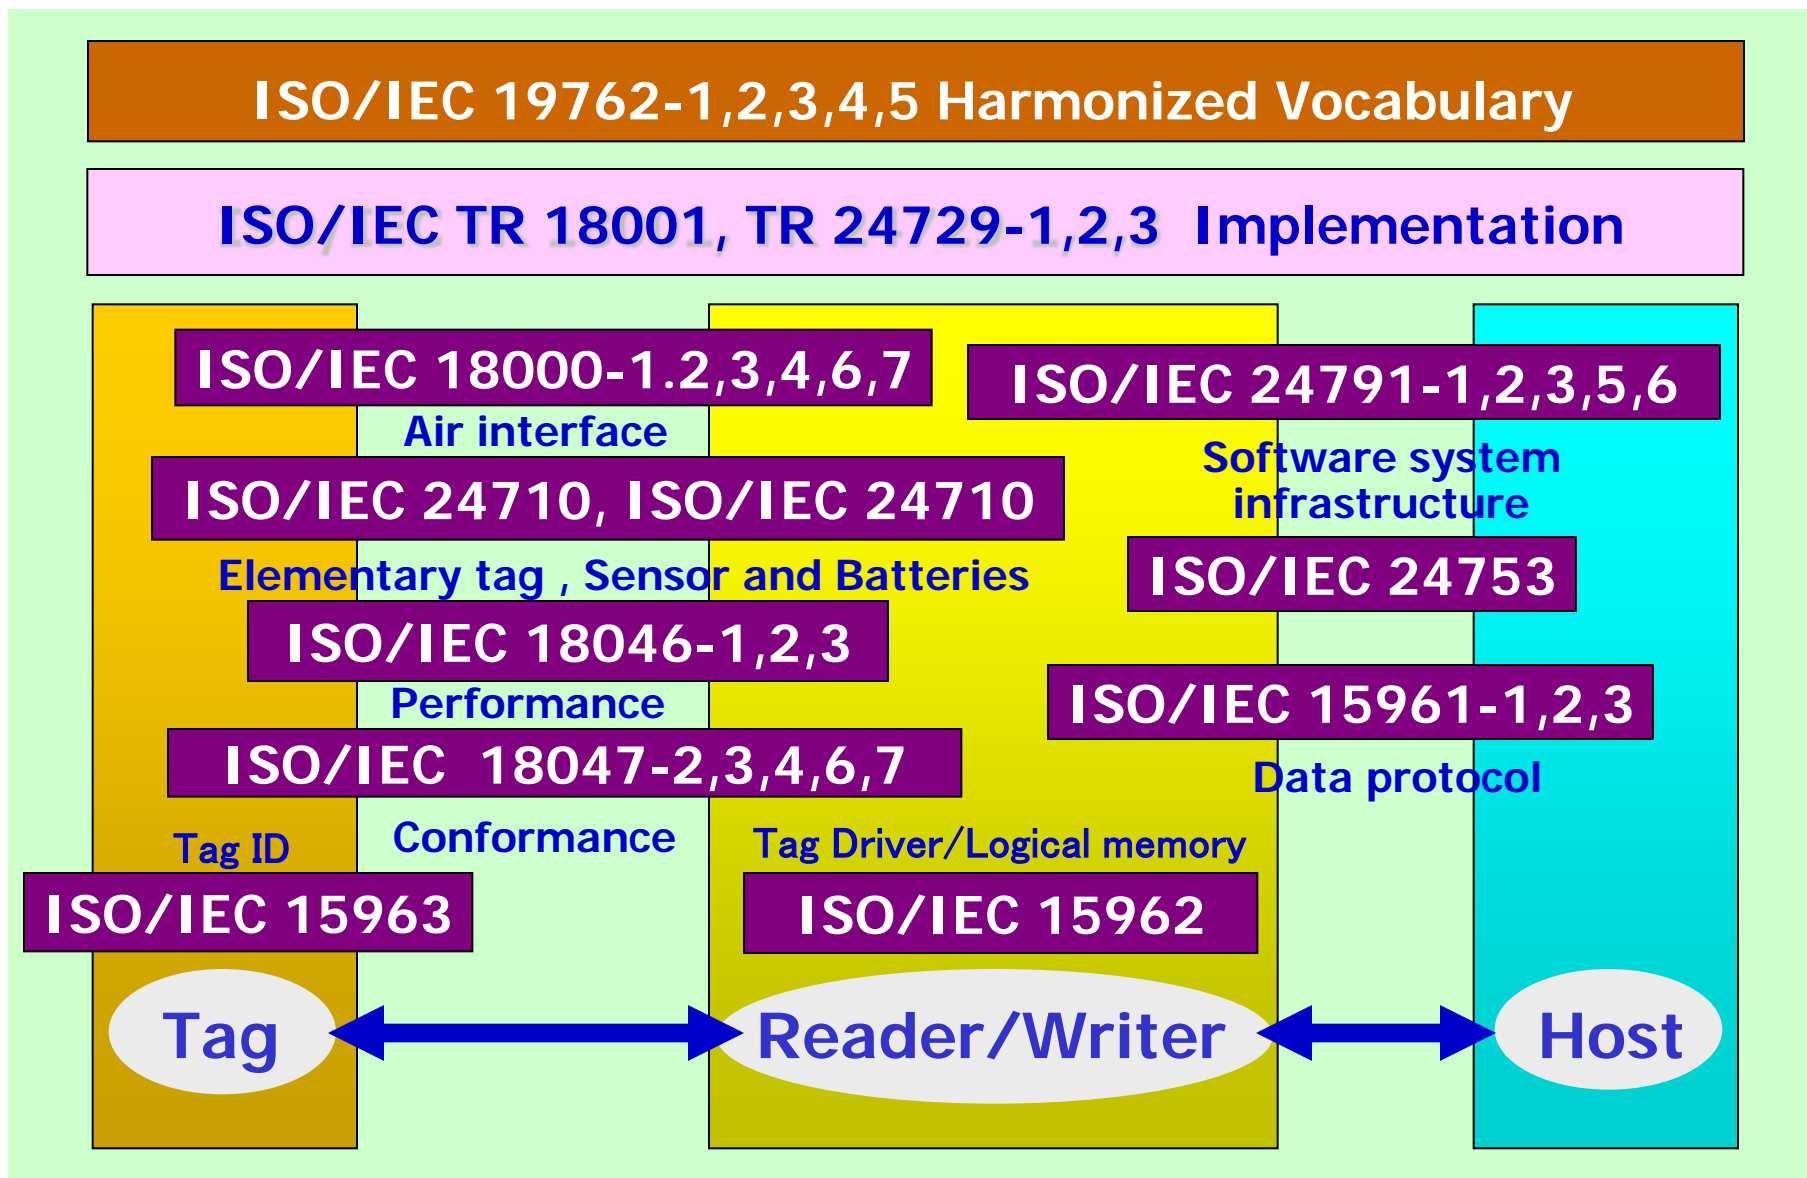 ISO/IEC 19762-1,2,3,4,5 Harmonized Vocabulary
ISO/IEC TR 18001, TR 24729-1,2,3  Implementation
ISO/IEC 18000-1.2,3,4,6,7
Air interface
ISO/IEC 24710, ISO/IEC 24710
Elementary tag , Sensor and Batteries
ISO/IEC 18046-1,2,3
Performance
ISO/IEC  18047-2,3,4,6,7
Conformance
Tag ID
ISO/IEC 15963
ISO/IEC 24791-1,2,3,5,6
Software system
infrastructure
ISO/IEC 24753
ISO/IEC 15961-1,2,3
Data protocol
Tag Driver/Logical memory
ISO/IEC 15962
Tag
Reader/Writer
Host